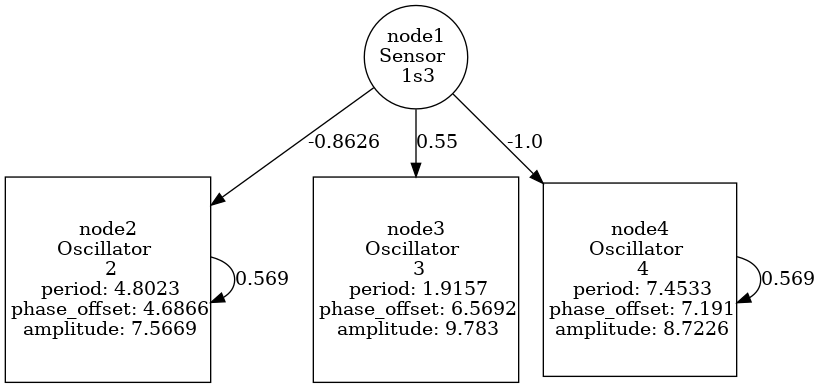 node1
Sensor
1s3
-0.8626
0.55
-1.0
node2
Oscillator
2
period: 4.8023
phase_offset: 4.6866
amplitude: 7.5669
0.569
node3
Oscillator
3
period: 1.9157
phase_offset: 6.5692
amplitude: 9.783
node4
Oscillator
4
period: 7.4533
phase_offset: 7.191
amplitude: 8.7226
0.569